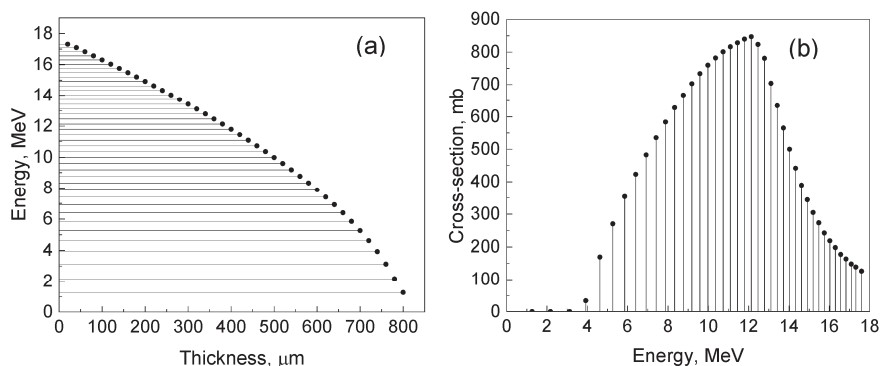 (a)
Energy, MeV
18
16
14
12
10
8
6
4
2
0
0 100 200 300 400 500 600 700 800
Thickness, μm
(b)
Cross-section, mb
900
800
700
600
500
400
300
200
100
0
0 2 4 6 8 10 12 14 16 18
Energy, MeV